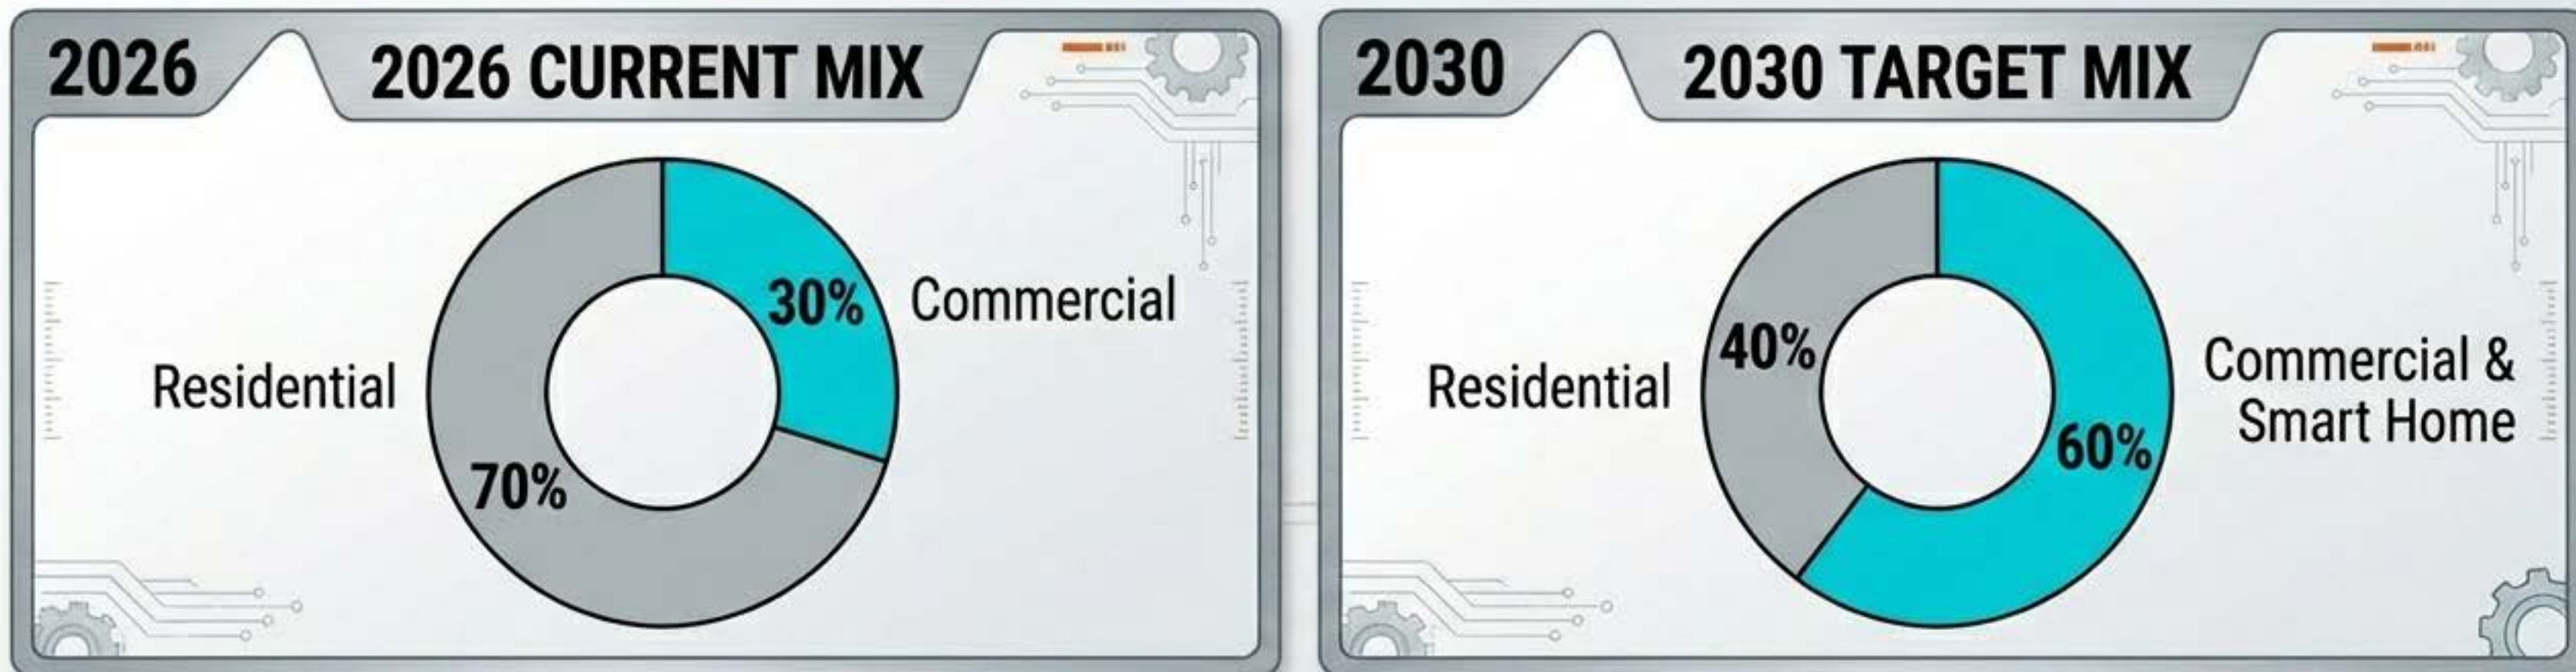 2026
2026 CURRENT MIX
30%
Commercial
Residential
70%
2030
2030 TARGET MIX
40%
Residential
Commercial &
Smart Home
60%